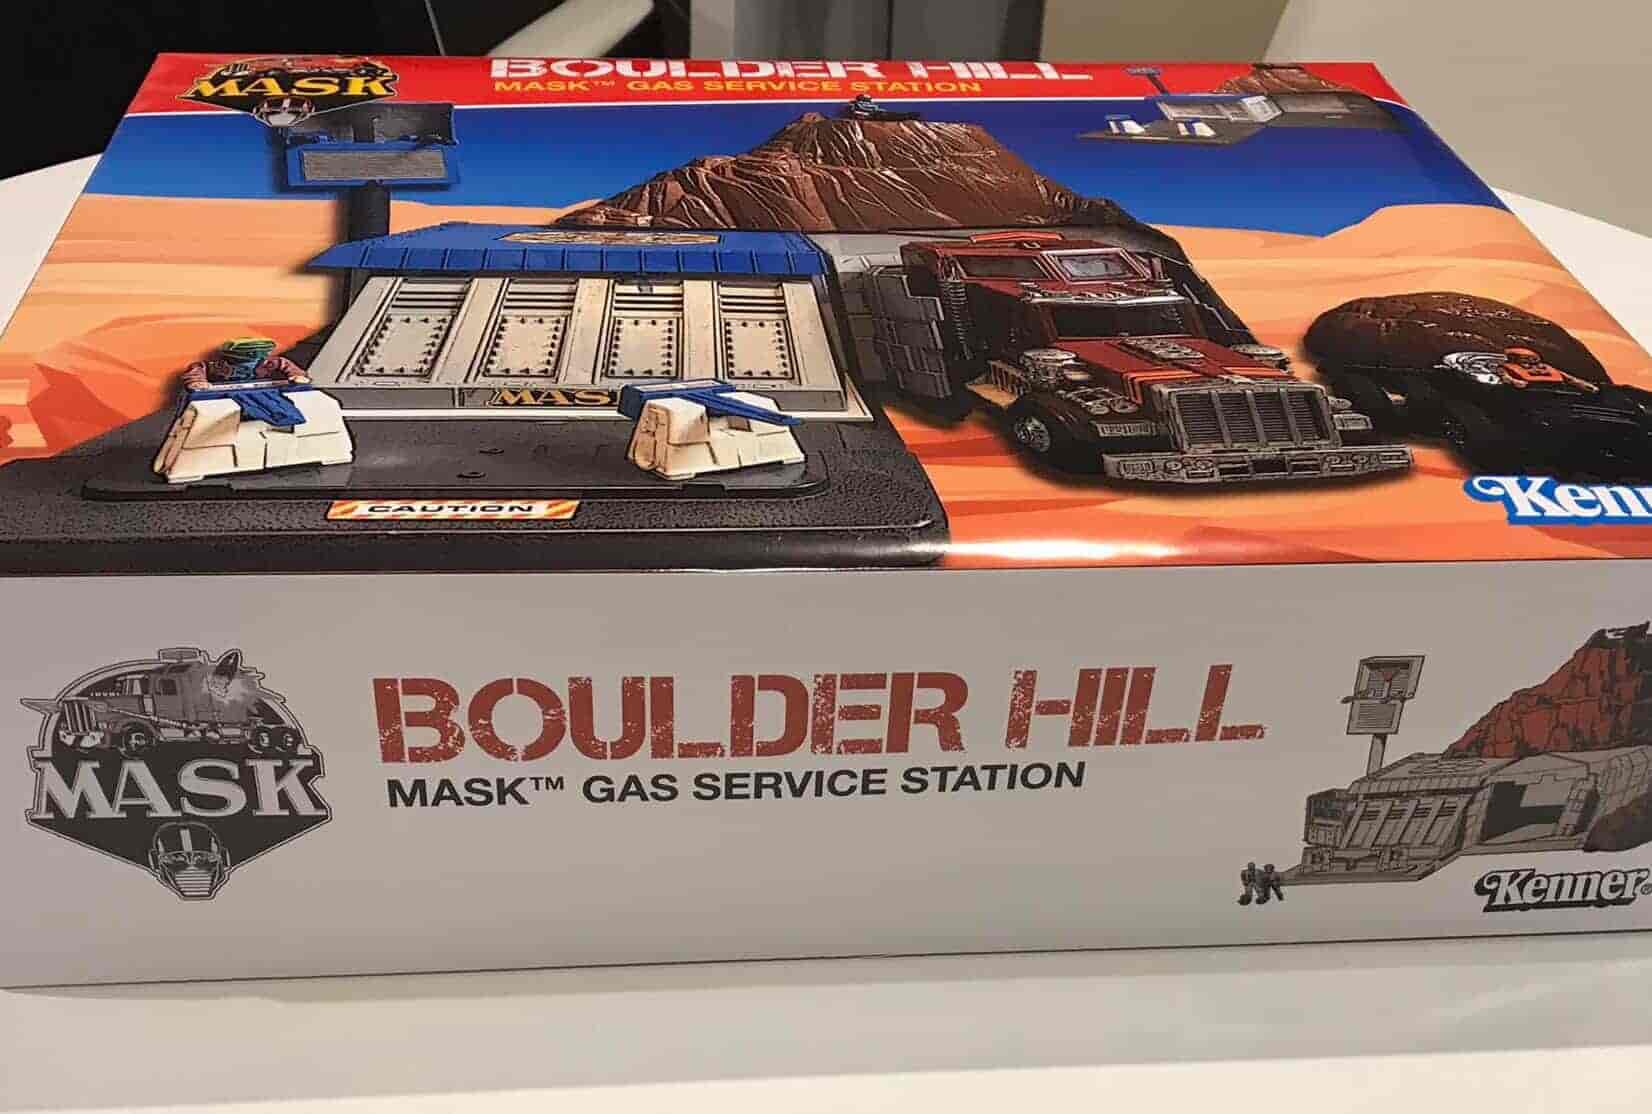 MASK
BOULDER HILL
MASK™ GAS SERVICE STATION
MASK
CAUTION
Kenn
MASK
BOULDER HILL
MASK™ GAS SERVICE STATION
Kenner®